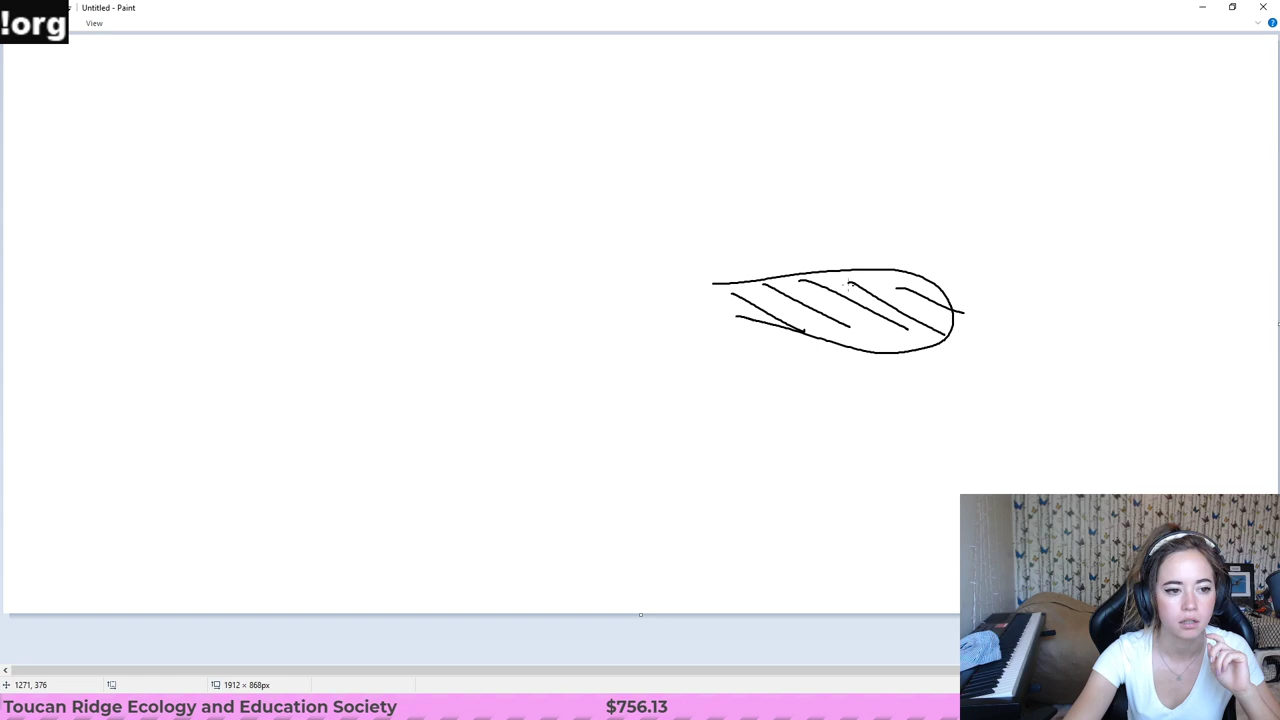 !org
Untitled - Paint
View
1271, 376
1912 × 868px
Toucan Ridge Ecology and Education Society
$756.13